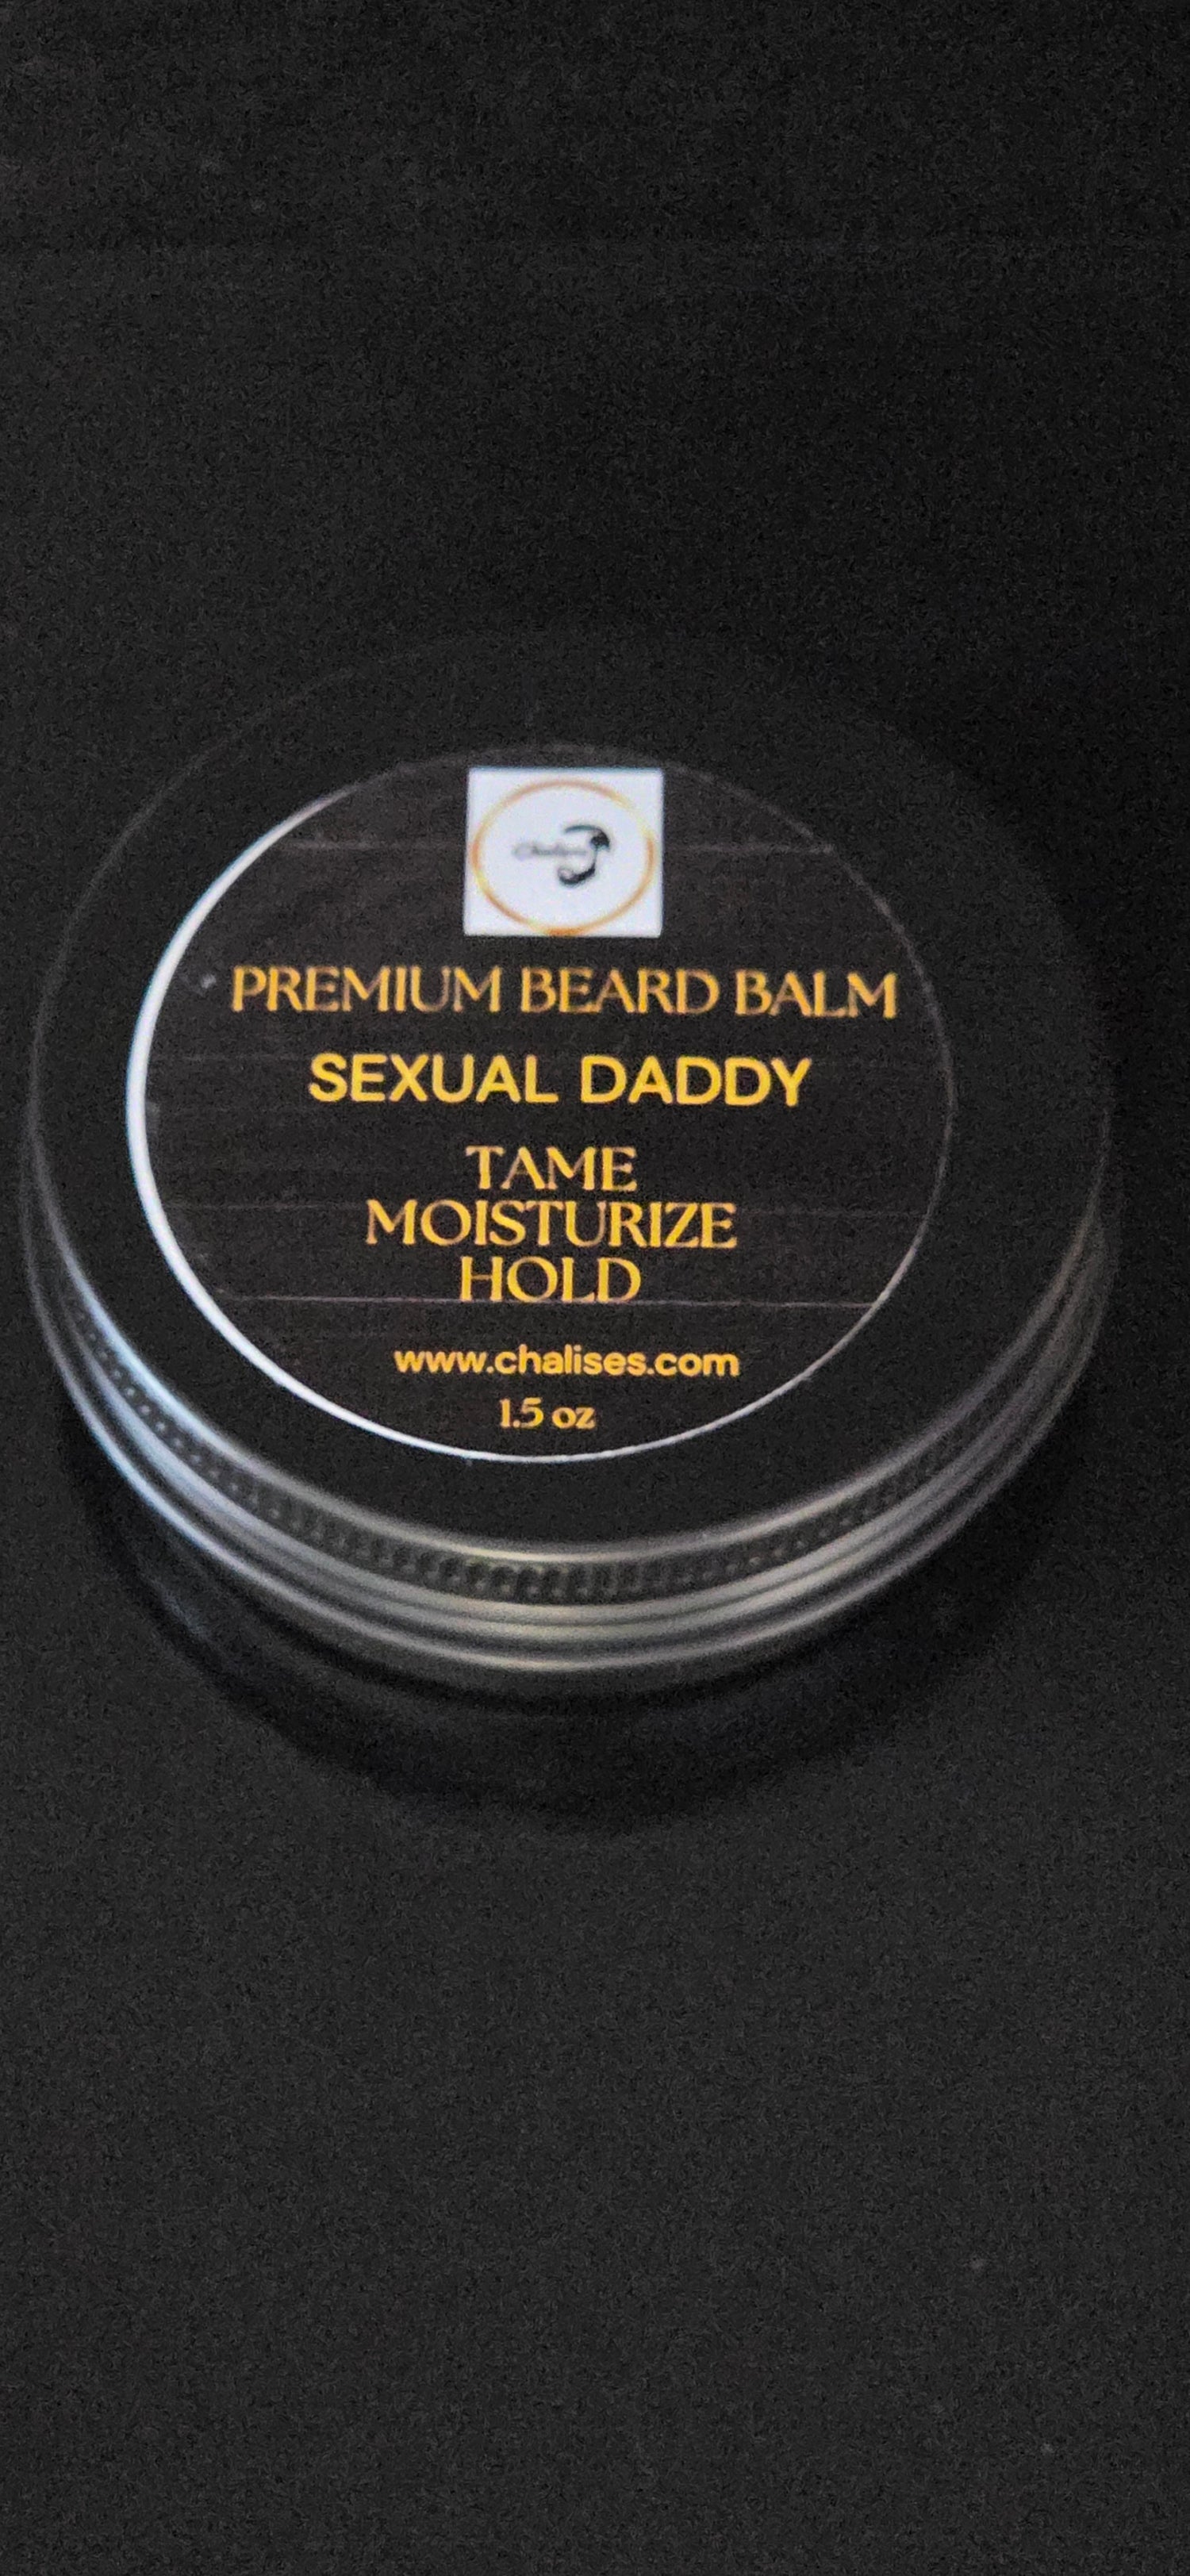 PREMIUM BEARD BALM
SEXUAL DADDY
TAME
MOISTURIZE
HOLD
www.chalises.com
1.5 oz